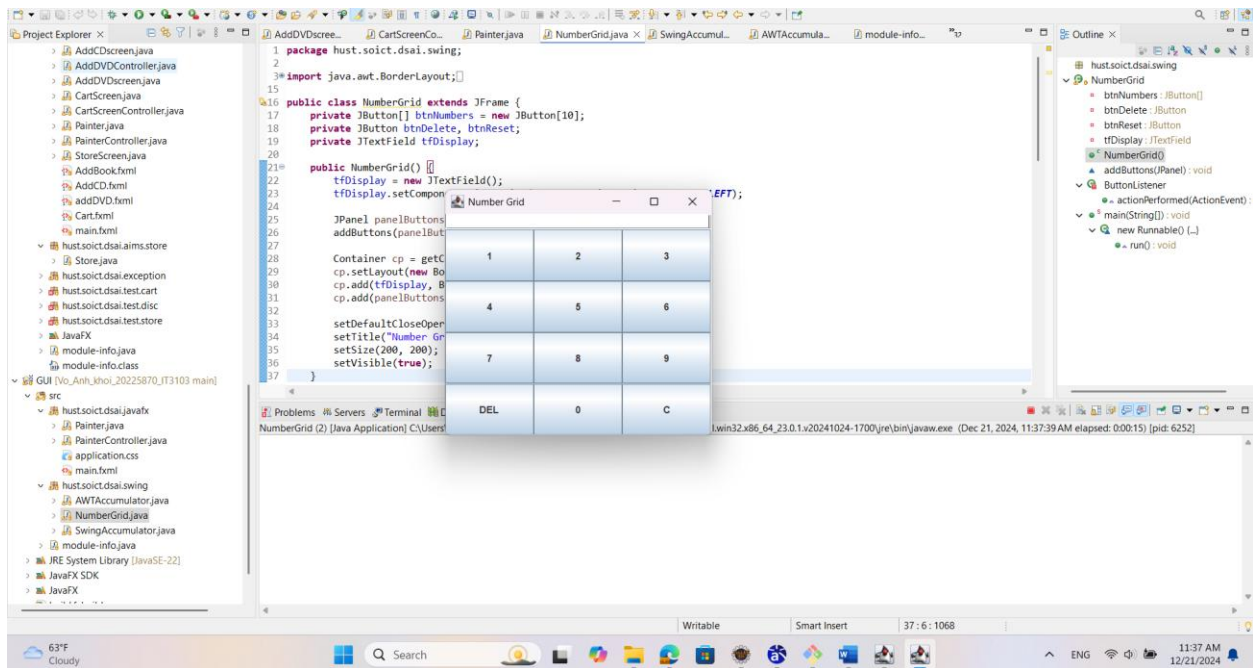 Project Explorer ×
AddCDscreen.java
AddDVDController.java
AddDVDscreen.java
CartScreen.java
CartScreenController.java
Painter.java
PainterController.java
StoreScreen.java
AddBook.fxml
AddCD.fxml
addDVD.fxml
Cart.fxml
main.fxml
hust.soict.dsai.aims.store
Store.java
hust.soict.dsai.exception
hust.soict.dsai.test.cart
hust.soict.dsai.test.disc
hust.soict.dsai.test.store
JavaFX
module-info.java
module-info.class
GUI [Vo_Anh_khoi_20225870_IT3103 main]
src
hust.soict.dsai.javafx
Painter.java
PainterController.java
application.css
main.fxml
hust.soict.dsai.swing
AWTAccumulator.java
NumberGrid.java
SwingAccumulator.java
module-info.java
JRE System Library [JavaSE-22]
JavaFX SDK
JavaFX
AddDVDscree... CartScreenCo... Painter.java NumberGrid.java × SwingAccumul... AWTAccumula... module-info...
1 package hust.soict.dsai.swing;
2
3 import java.awt.BorderLayout;
15
16 public class NumberGrid extends JFrame {
17 private JButton[] btnNumbers = new JButton[10];
18 private JButton btnDelete, btnReset;
19 private JTextField tfDisplay;
20
21 public NumberGrid() {
22 tfDisplay = new JTextField();
23 tfDisplay.setCompon LEFT);
24
25 JPanel panelButtons
26 addButtons(panelBut
27
28 Container cp = getC
29 cp.setLayout(new Bo
30 cp.add(tfDisplay, B
31 cp.add(panelButtons
32
33 setDefaultCloseOper
34 setTitle("Number Gr
35 setSize(200, 200);
36 setVisible(true);
37 }
Number Grid
1 2 3
4 5 6
7 8 9
DEL 0 C
Problems Servers Terminal
NumberGrid (2) [Java Application] C:\Users l.win32.x86_64_23.0.1.v20241024-1700\jre\bin\javaw.exe (Dec 21, 2024, 11:37:39 AM elapsed: 0:00:15) [pid: 6252]
Outline ×
hust.soict.dsai.swing
NumberGrid
btnNumbers : JButton[]
btnDelete : JButton
btnReset : JButton
tfDisplay : JTextField
NumberGrid()
addButtons(JPanel) : void
ButtonListener
actionPerformed(ActionEvent) :
main(String[]) : void
new Runnable() {...}
run() : void
Writable Smart Insert 37 : 6 : 1068
63°F
Cloudy
Search
ENG
11:37 AM
12/21/2024